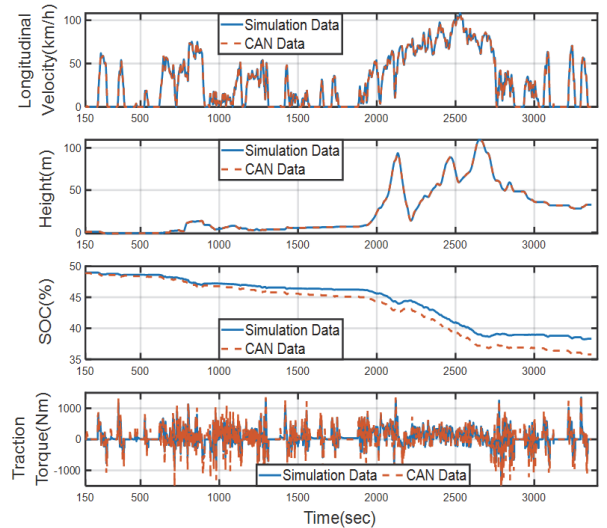 Longitudinal
Velocity(km/h)
100
50
0
Simulation Data
CAN Data
150 500 1000 1500 2000 2500 3000
Height(m)
100
50
0
Simulation Data
CAN Data
150 500 1000 1500 2000 2500 3000
SOC(%)
50
45
40
35
Simulation Data
CAN Data
150 500 1000 1500 2000 2500 3000
Traction
Torque(Nm)
1000
0
-1000
Simulation Data CAN Data
150 500 1000 1500 2000 2500 3000
Time(sec)